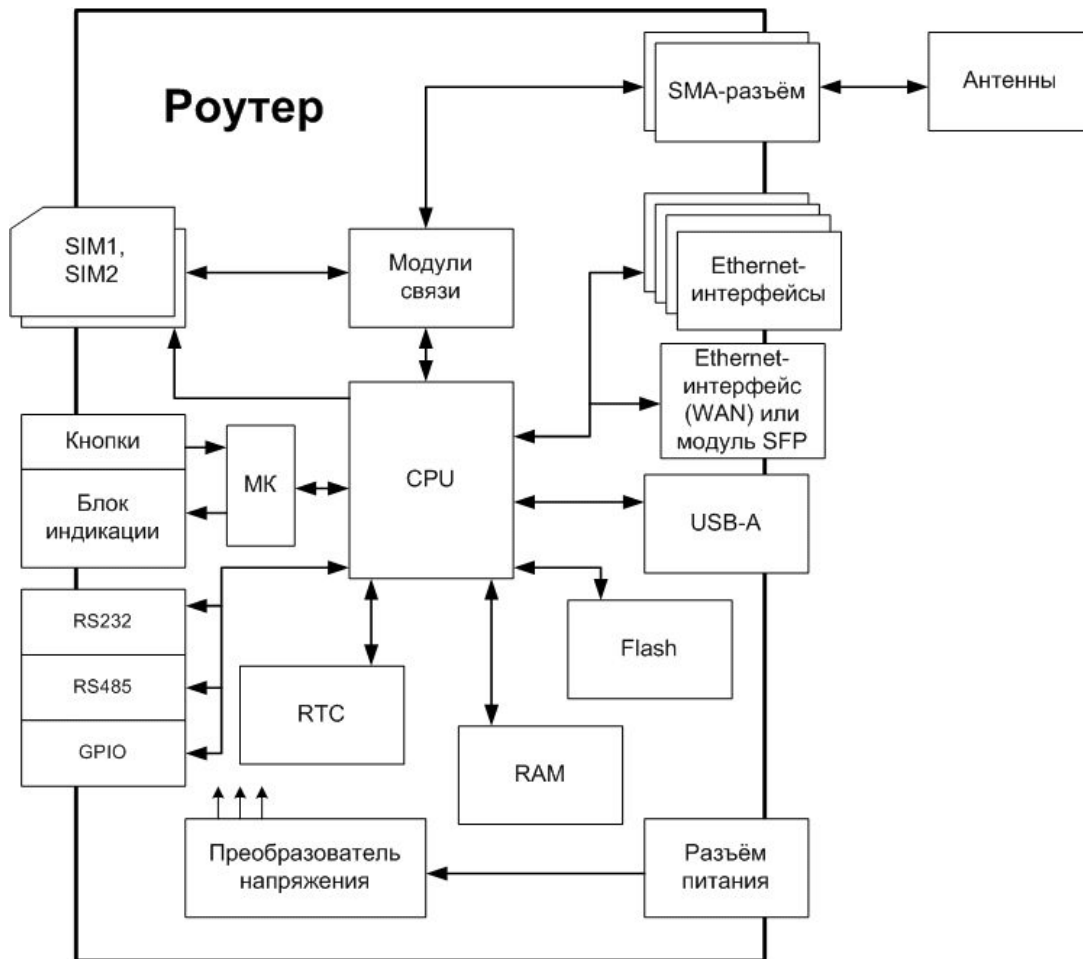 Роутер
SMA-разъём
Антенны
SIM1,
SIM2
Модули
связи
Ethernet-
интерфейсы
Ethernet-
интерфейс
(WAN) или
модуль SFP
Кнопки
Блок
индикации
МК
CPU
USB-A
RS232
RS485
GPIO
RTC
Flash
RAM
Преобразователь
напряжения
Разъём
питания